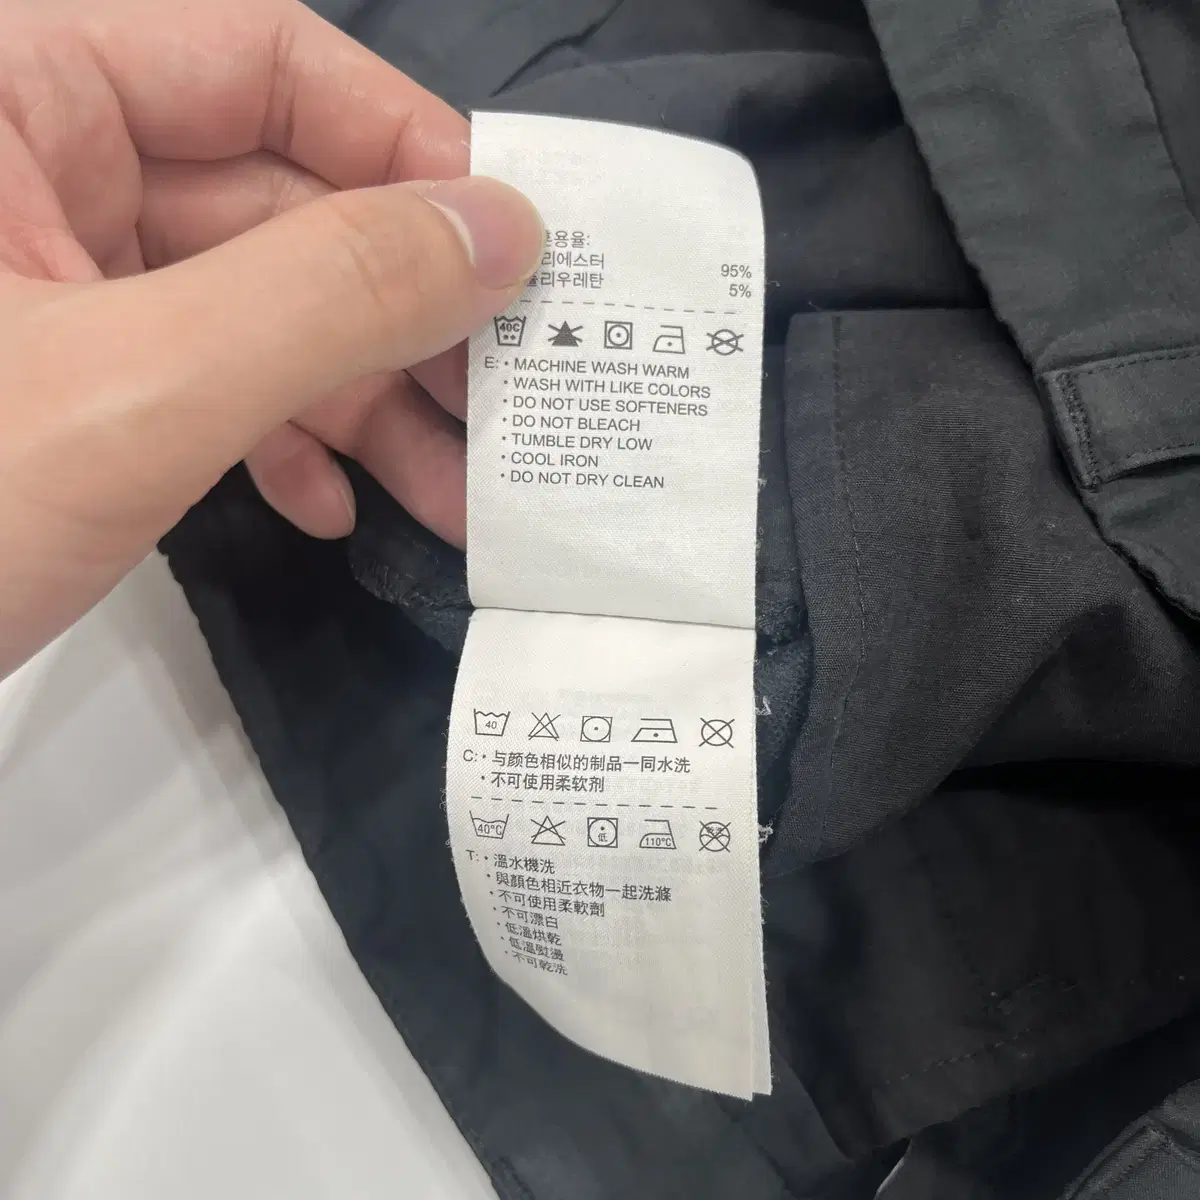 혼용율:
리에스터 95%
리우레탄 5%
40C
E: • MACHINE WASH WARM
• WASH WITH LIKE COLORS
• DO NOT USE SOFTENERS
• DO NOT BLEACH
• TUMBLE DRY LOW
• COOL IRON
• DO NOT DRY CLEAN
40
C: • 与颜色相似的制品一同水洗
• 不可使用柔软剂
40°C 低 110°C
T: • 溫水機洗
• 與顏色相近衣物一起洗滌
• 不可使用柔軟劑
• 不可漂白
• 低溫烘乾
• 低溫熨燙
• 不可乾洗